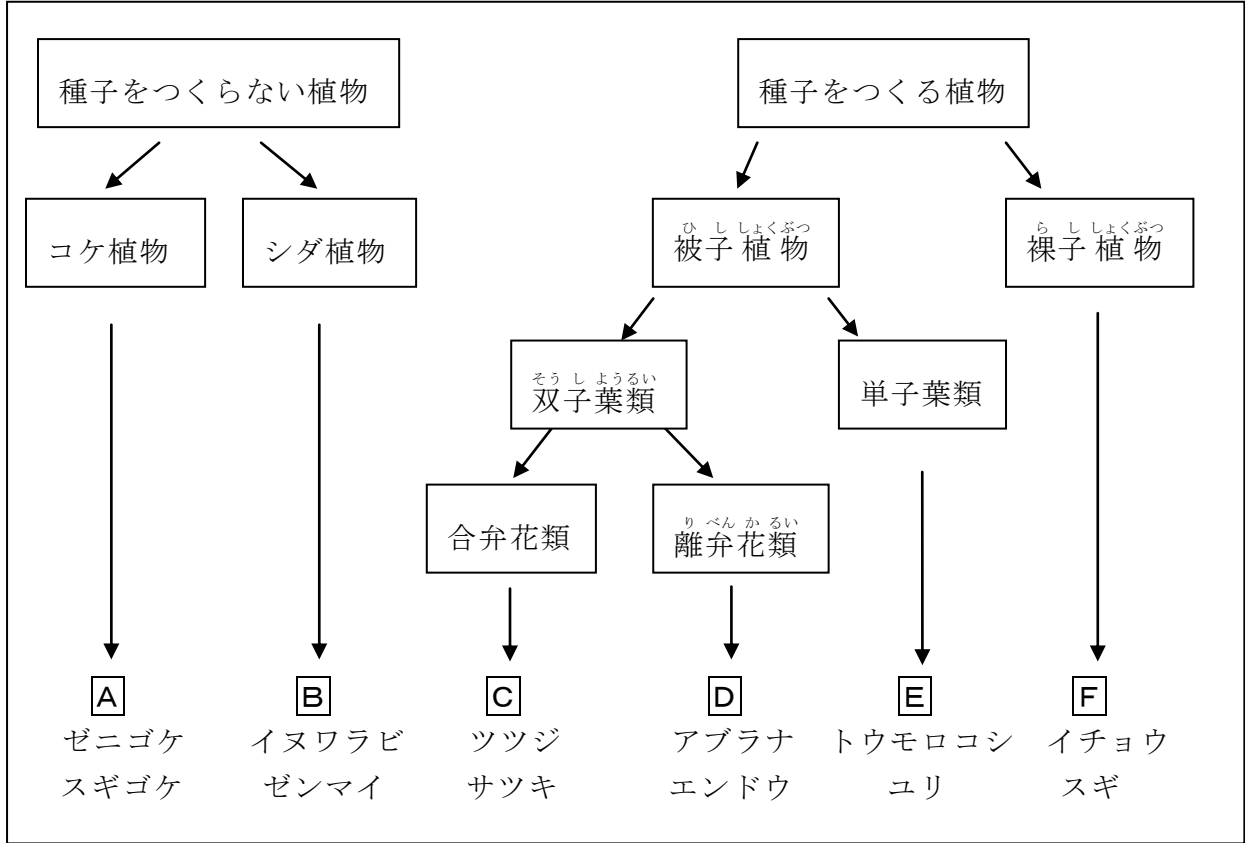 種子をつくらない植物
種子をつくる植物
コケ植物
シダ植物
ひ し しょくぶつ
被子植物
ら し しょくぶつ
裸子植物
そう し ようるい
双子葉類
単子葉類
合弁花類
り べん か るい
離弁花類
A
B
C
D
E
F
ゼニゴケ
イヌワラビ
ツツジ
アブラナ
トウモロコシ
イチョウ
スギゴケ
ゼンマイ
サツキ
エンドウ
ユリ
スギ